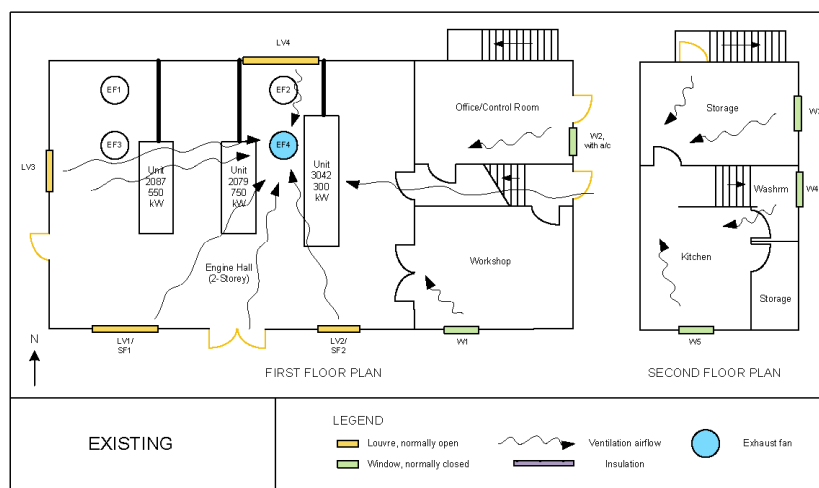 LV4
EF1
EF2
EF3
EF4
LV3
Unit
2087
550
kW
Unit
2079
750
kW
Unit
3042
300
kW
Office/Control Room
W2,
with a/c
Engine Hall
(2-Storey)
Workshop
LV1/
SF1
LV2/
SF2
W1
N
FIRST FLOOR PLAN
Storage
Washrm
W4
Kitchen
Storage
W5
SECOND FLOOR PLAN
EXISTING
LEGEND
Louvre, normally open
Ventilation airflow
Exhaust fan
Window, normally closed
Insulation